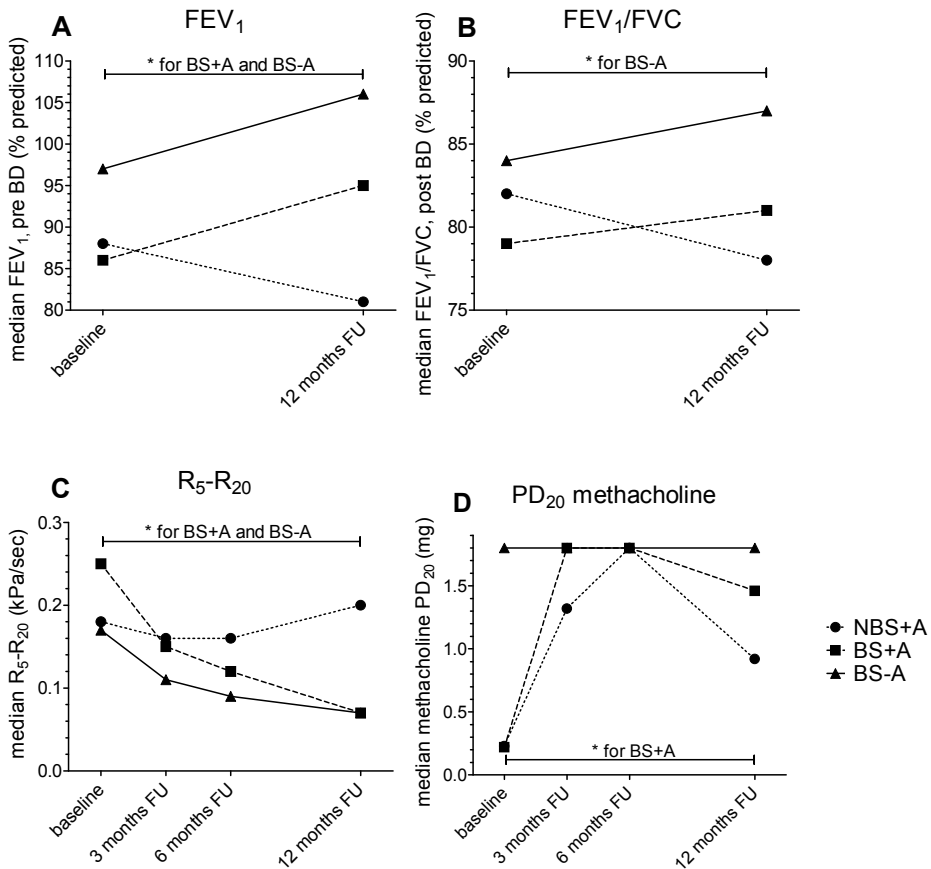 A
FEV₁
* for BS+A and BS-A
median FEV₁, pre BD (% predicted)
110
105
100
95
90
85
80
baseline
12 months FU
B
FEV₁/FVC
* for BS-A
median FEV₁/FVC, post BD (% predicted)
90
85
80
75
baseline
12 months FU
C
R₅-R₂₀
* for BS+A and BS-A
median R₅-R₂₀ (kPa/sec)
0.3
0.2
0.1
0.0
baseline
3 months FU
6 months FU
12 months FU
D
PD₂₀ methacholine
median methacholine PD₂₀ (mg)
1.5
1.0
0.5
0.0
* for BS+A
baseline
3 months FU
6 months FU
12 months FU
NBS+A
BS+A
BS-A